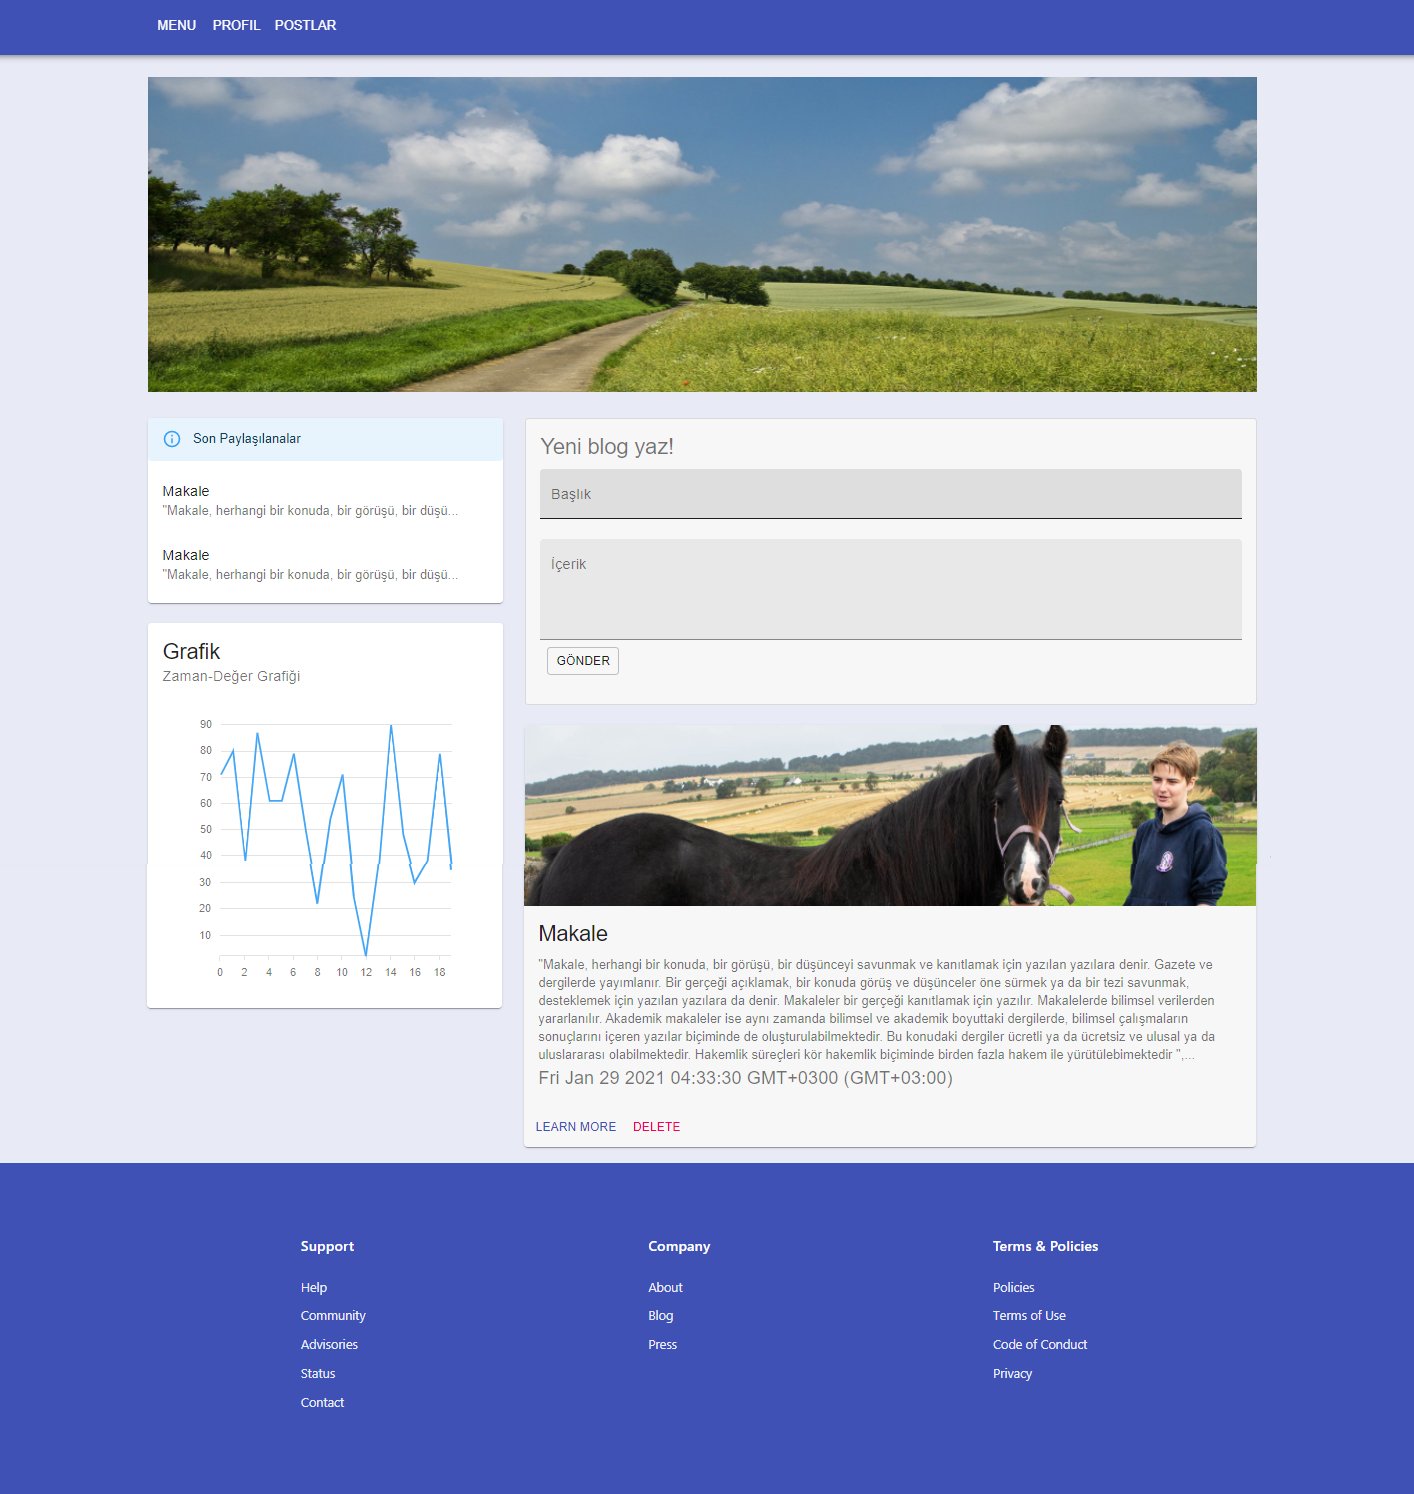 MENU PROFIL POSTLAR
Son Paylaşılanalar
Makale
"Makale, herhangi bir konuda, bir görüşü, bir düşü...
Makale
"Makale, herhangi bir konuda, bir görüşü, bir düşü...
Grafik
Zaman-Değer Grafiği
90
80
70
60
50
40
30
20
10
0 2 4 6 8 10 12 14 16 18
Yeni blog yaz!
Başlık
İçerik
GÖNDER
Makale
"Makale, herhangi bir konuda, bir görüşü, bir düşünceyi savunmak ve kanıtlamak için yazılan yazılara denir. Gazete ve
dergilerde yayımlanır. Bir gerçeği açıklamak, bir konuda görüş ve düşünceler öne sürmek ya da bir tezi savunmak,
desteklemek için yazılan yazılara da denir. Makaleler bir gerçeği kanıtlamak için yazılır. Makalelerde bilimsel verilerden
yararlanılır. Akademik makaleler ise aynı zamanda bilimsel ve akademik boyuttaki dergilerde, bilimsel çalışmaların
sonuçlarını içeren yazılar biçiminde de oluşturulabilmektedir. Bu konudaki dergiler ücretli ya da ücretsiz ve ulusal ya da
uluslararası olabilmektedir. Hakemlik süreçleri kör hakemlik biçiminde birden fazla hakem ile yürütülebimektedir ",...
Fri Jan 29 2021 04:33:30 GMT+0300 (GMT+03:00)
LEARN MORE DELETE
Support
Help
Community
Advisories
Status
Contact
Company
About
Blog
Press
Terms & Policies
Policies
Terms of Use
Code of Conduct
Privacy